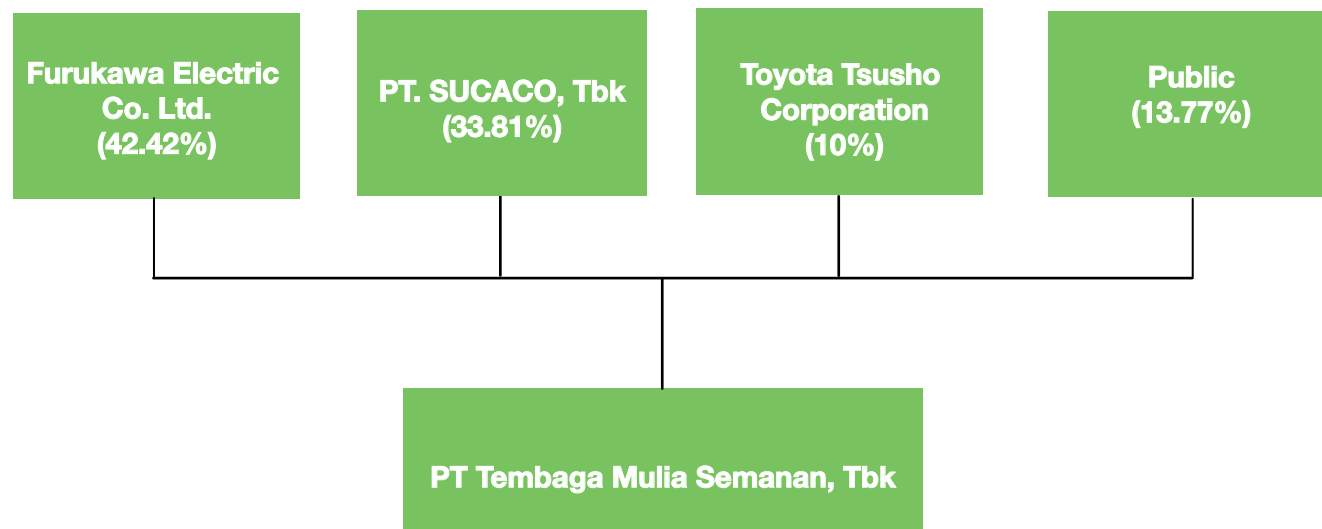 Furukawa Electric
Co. Ltd.
(42.42%)
PT. SUCACO, Tbk
(33.81%)
Toyota Tsusho
Corporation
(10%)
Public
(13.77%)
PT Tembaga Mulia Semanan, Tbk